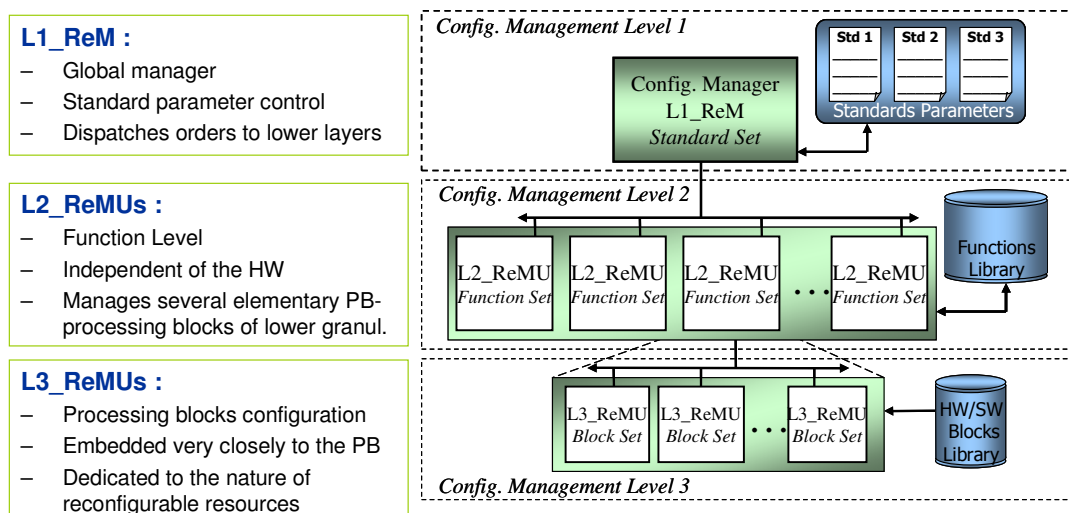 L1_ReM :
– Global manager
– Standard parameter control
– Dispatches orders to lower layers
L2_ReMUs :
– Function Level
– Independent of the HW
– Manages several elementary PB-
processing blocks of lower granul.
L3_ReMUs :
– Processing blocks configuration
– Embedded very closely to the PB
– Dedicated to the nature of
reconfigurable resources
Config. Management Level 1
Config. Manager
L1_ReM
Standard Set
Std 1 Std 2 Std 3
Standards Parameters
Config. Management Level 2
L2_ReMU L2_ReMU L2_ReMU ... L2_ReMU
Function Set Function Set Function Set Function Set
Functions
Library
L3_ReMU L3_ReMU ... L3_ReMU
Block Set Block Set Block Set
HW/SW
Blocks
Library
Config. Management Level 3